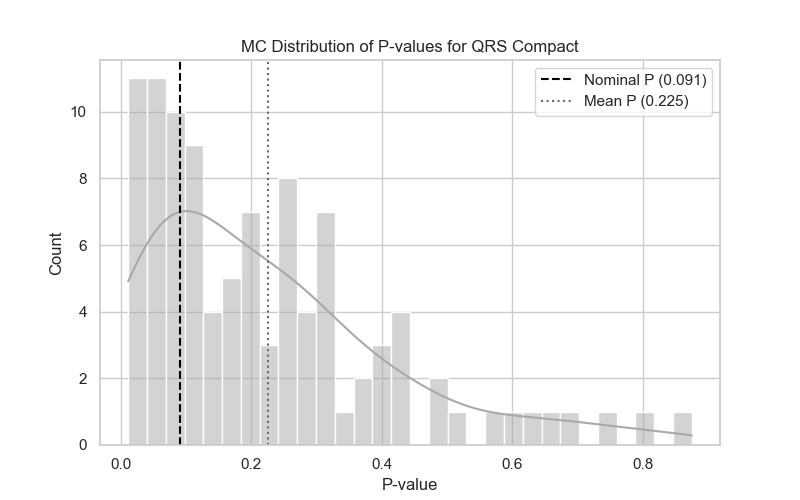 MC Distribution of P-values for QRS Compact
Nominal P (0.091)
Mean P (0.225)
Count
10
8
6
4
2
0
0.0 0.2 0.4 0.6 0.8
P-value